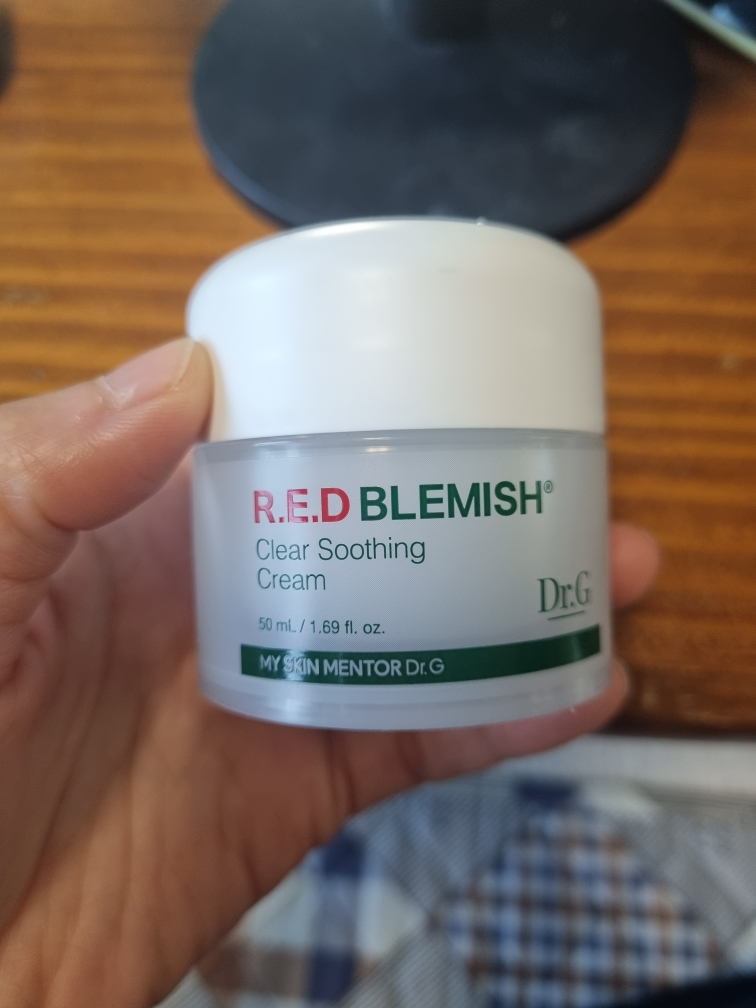 R.E.D BLEMISH®
Clear Soothing
Cream
Dr.G
50 mL / 1.69 fl. oz.
MY SKIN MENTOR Dr.G